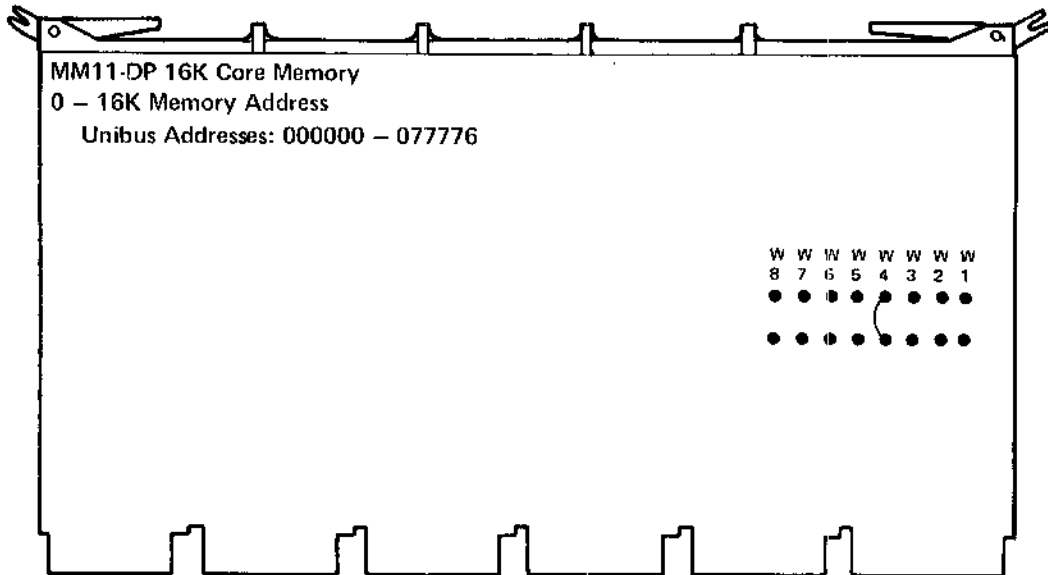 MM11-DP 16K Core Memory
0 – 16K Memory Address
Unibus Addresses: 000000 – 077776
W W W W W W W W
8 7 6 5 4 3 2 1